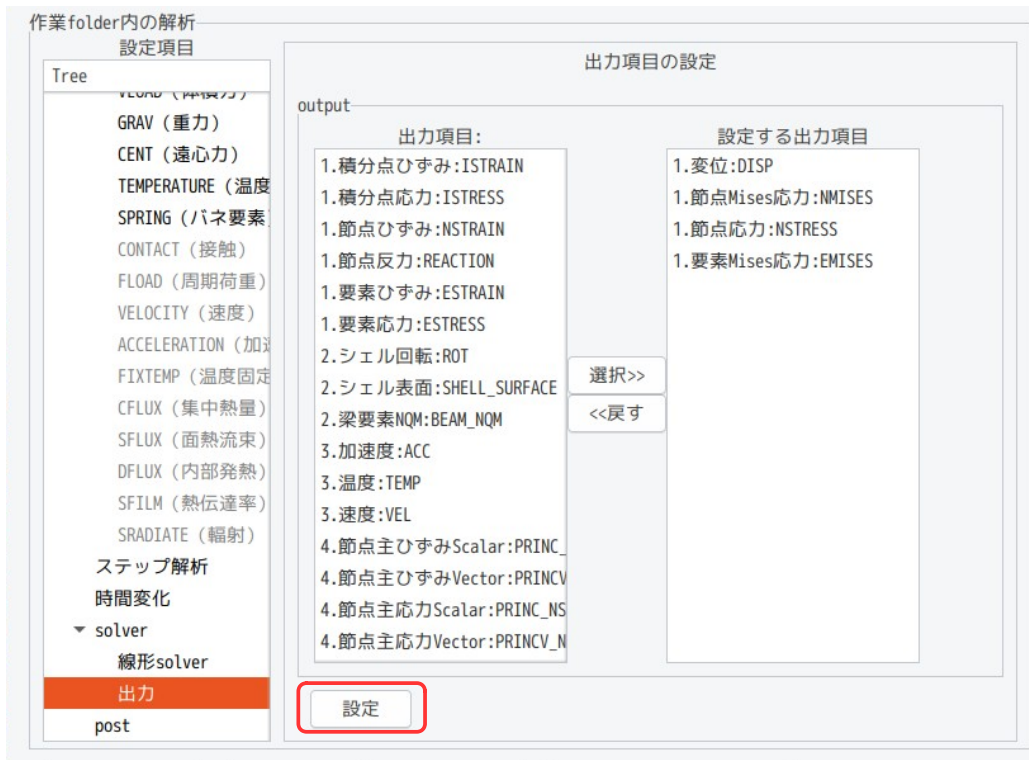 作業folder内の解析
設定項目
Tree
GRAV (重力)
CENT (遠心力)
TEMPERATURE (温度
SPRING (バネ要素)
CONTACT (接触)
FLOAD (周期荷重)
VELOCITY (速度)
ACCELERATION (加速
FIXTEMP (温度固定
CFLUX (集中熱量)
SFLUX (面熱流束)
DFLUX (内部発熱)
SFILM (熱伝達率)
SRADIATE (輻射)
ステップ解析
時間変化
solver
線形solver
出力
post
出力項目の設定
output
出力項目:
1.積分点ひずみ:ISTRAIN
1.積分点応力:ISTRESS
1.節点ひずみ:NSTRAIN
1.節点反力:REACTION
1.要素ひずみ:ESTRAIN
1.要素応力:ESTRESS
2.シェル回転:ROT
2.シェル表面:SHELL_SURFACE
2.梁要素NQM:BEAM_NQM
3.加速度:ACC
3.温度:TEMP
3.速度:VEL
4.節点主ひずみScalar:PRINC_
4.節点主ひずみVector:PRINCV
4.節点主応力Scalar:PRINC_NS
4.節点主応力Vector:PRINCV_N
選択>>
<<戻す
設定する出力項目
1.変位:DISP
1.節点Mises応力:NMISES
1.節点応力:NSTRESS
1.要素Mises応力:EMISES
設定